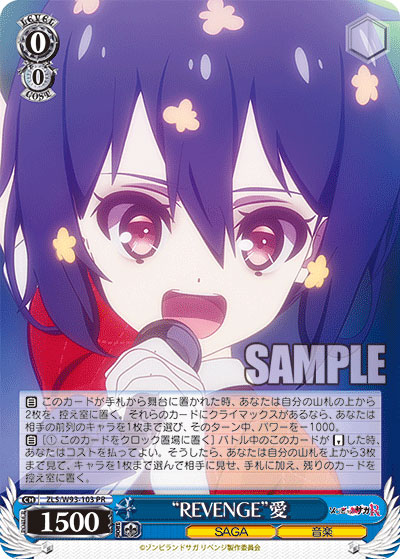 LEVEL
0
0
COST
SAMPLE
自 このカードが手札から舞台に置かれた時、あなたは自分の山札の上から
2枚を、控え室に置く。それらのカードにクライマックスがあるなら、あなたは
相手の前列のキャラを1枚まで選び、そのターン中、パワーを－1000。
自 [① このカードをクロック置場に置く] バトル中のこのカードが した時、
あなたはコストを払ってよい。そうしたら、あなたは自分の山札を上から3枚
まで見て、キャラを1枚まで選んで相手に見せ、手札に加え、残りのカードを
控え室に置く。
CH ZLS/W93-103 PR
1500
“REVENGE”愛
ゾンビランドサガR
SAGA
音楽
©ゾンビランドサガ リベンジ製作委員会